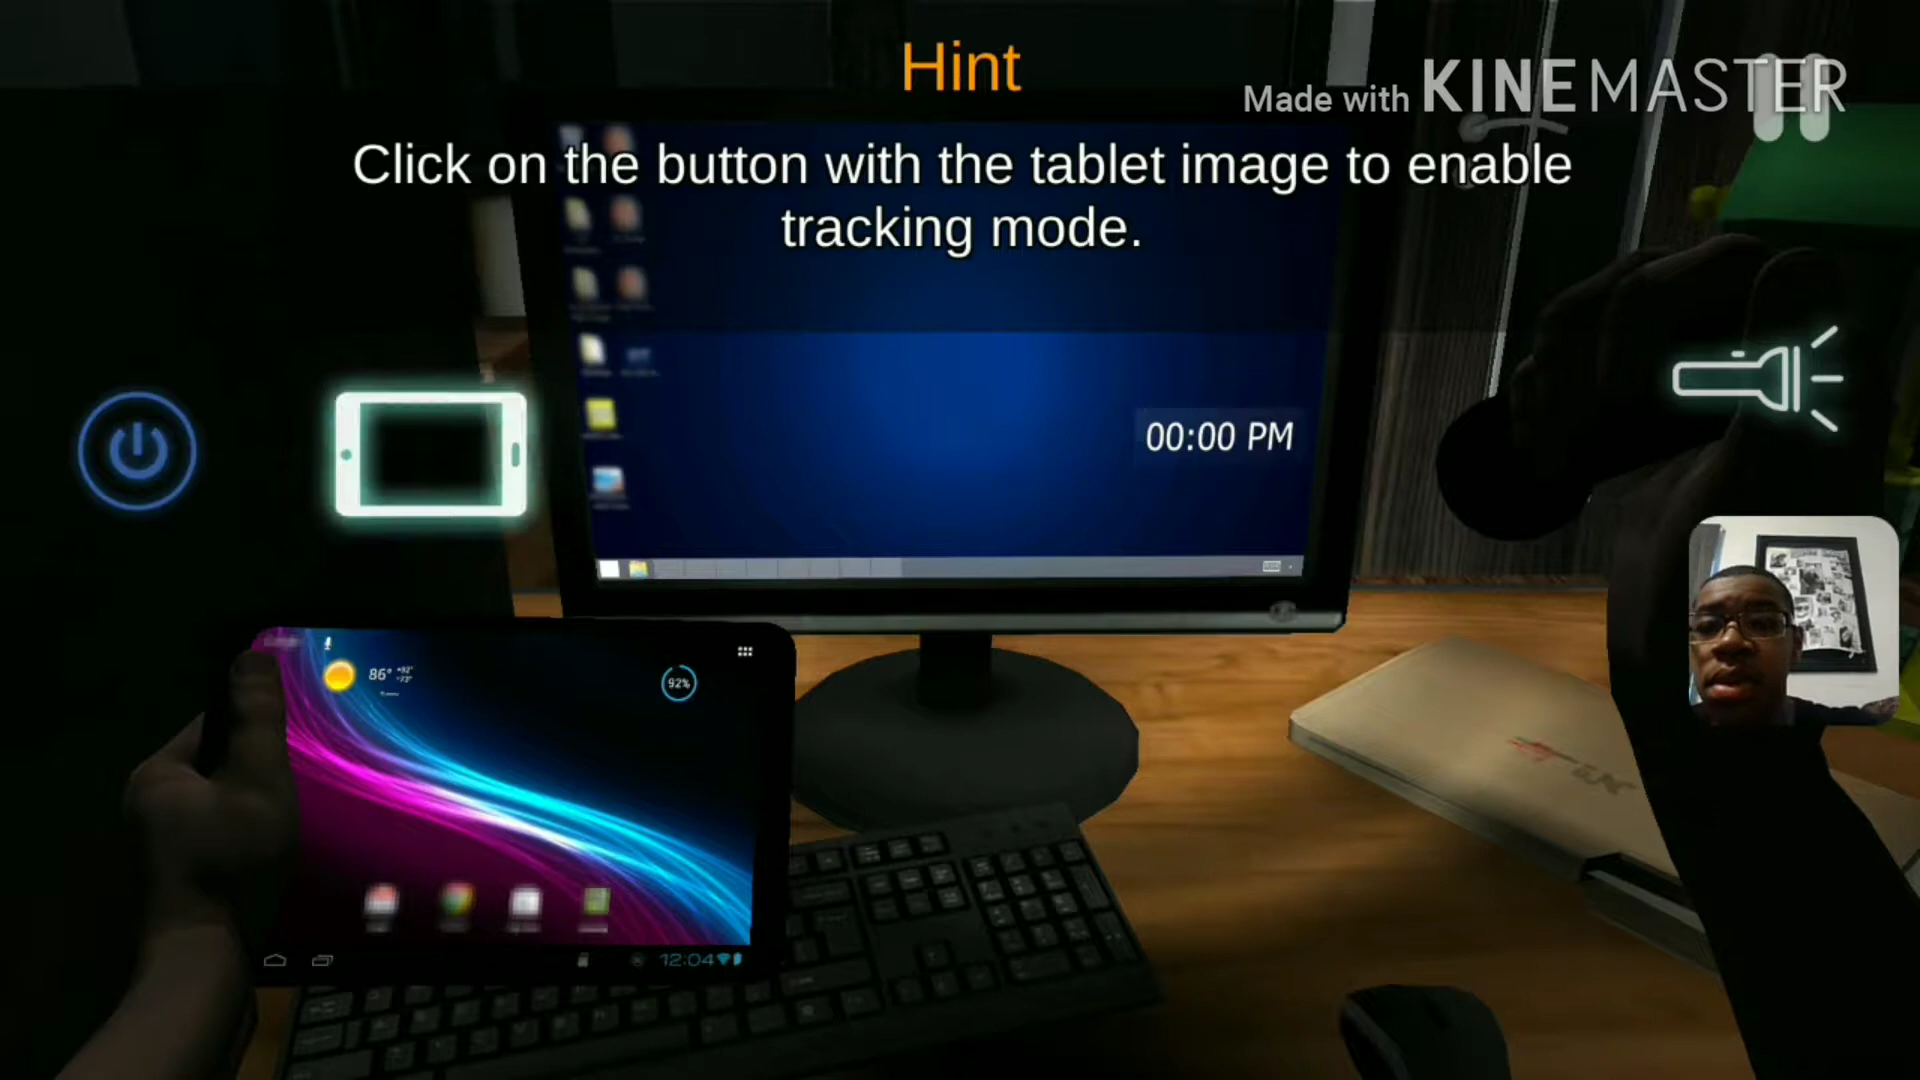 Hint
Made with KINEMASTER
Click on the button with the tablet image to enable
tracking mode.
00:00 PM
86°
92%
12:04